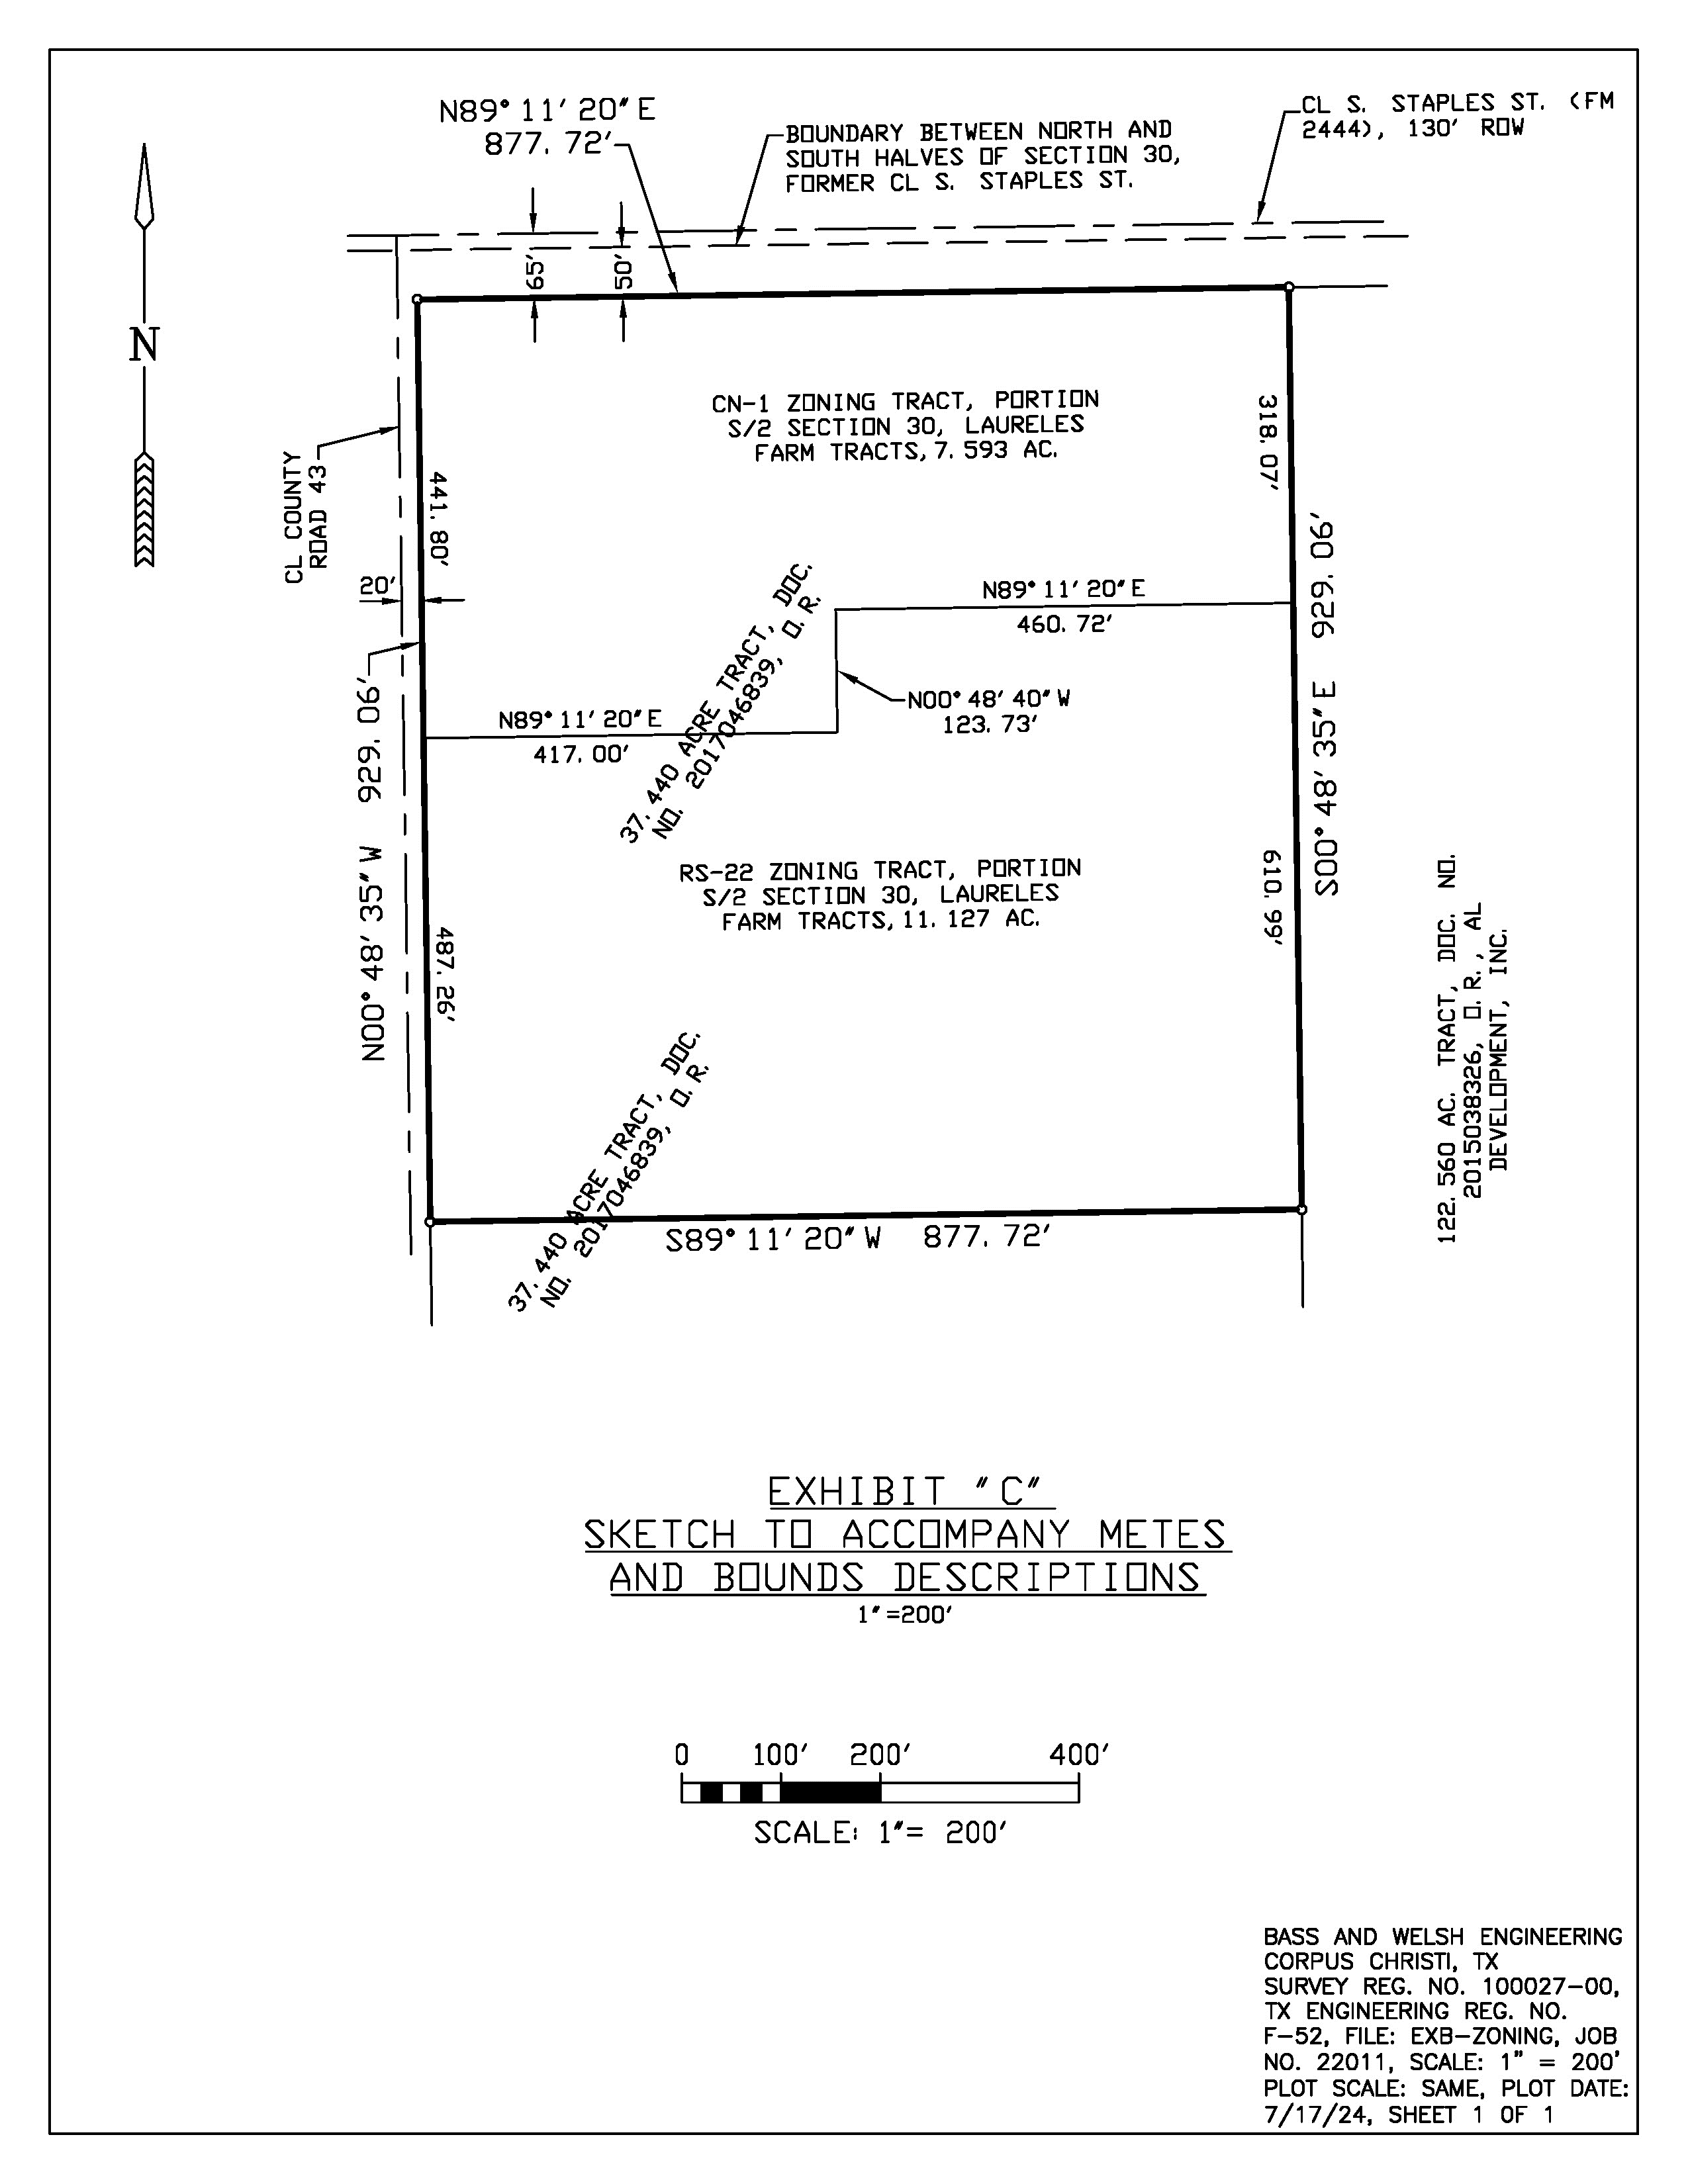 N89° 11' 20" E
877. 72'
BOUNDARY BETWEEN NORTH AND
SOUTH HALVES OF SECTION 30,
FORMER CL S. STAPLES ST.
CL S. STAPLES ST. (FM
2444), 130' ROW
65'
50'
N
CL COUNTY
ROAD 43
CN-1 ZONING TRACT, PORTION
S/2 SECTION 30, LAURELES
FARM TRACTS, 7. 593 AC.
318. 07'
441. 80'
20'
N89° 11' 20" E
460. 72'
37. 440 ACRE TRACT, DOC.
NO. 2017046839, O. R.
N00° 48' 40" W
123. 73'
N89° 11' 20" E
417. 00'
N00° 48' 35" W 929. 06'
S00° 48' 35" E 929. 06'
RS-22 ZONING TRACT, PORTION
S/2 SECTION 30, LAURELES
FARM TRACTS, 11. 127 AC.
610. 99'
487. 26'
122. 560 AC. TRACT, DOC. NO.
2015038326, O. R. , AL
DEVELOPMENT, INC.
37. 440 ACRE TRACT, DOC.
NO. 2017046839, O. R.
S89° 11' 20" W 877. 72'
EXHIBIT "C"
SKETCH TO ACCOMPANY METES
AND BOUNDS DESCRIPTIONS
1"=200'
0 100' 200' 400'
SCALE: 1"= 200'
BASS AND WELSH ENGINEERING
CORPUS CHRISTI, TX
SURVEY REG. NO. 100027-00,
TX ENGINEERING REG. NO.
F-52, FILE: EXB-ZONING, JOB
NO. 22011, SCALE: 1" = 200'
PLOT SCALE: SAME, PLOT DATE:
7/17/24, SHEET 1 OF 1